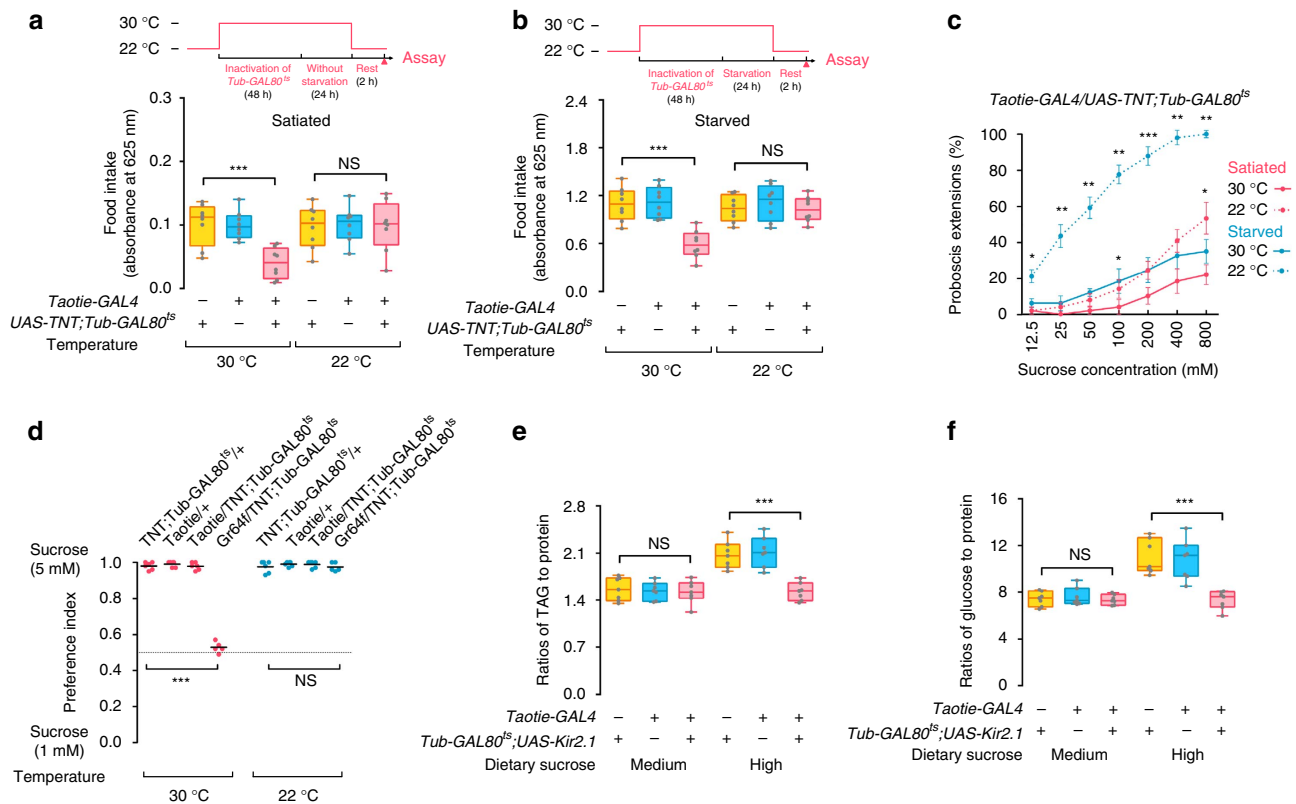 a
30 °C
22 °C
Assay
Inactivation of Tub-GAL80ts (48 h)
Without starvation (24 h)
Rest (2 h)
Satiated
Food intake (absorbance at 625 nm)
0.3
0.2
0.1
0.0
***
NS
Taotie-GAL4 – + + – + +
UAS-TNT;Tub-GAL80ts + – + + – +
Temperature
30 °C 22 °C
b
30 °C
22 °C
Assay
Inactivation of Tub-GAL80ts (48 h)
Starvation (24 h)
Rest (2 h)
Starved
Food intake (absorbance at 625 nm)
2.4
1.8
1.2
0.6
0.0
***
NS
Taotie-GAL4 – + + – + +
UAS-TNT;Tub-GAL80ts + – + + – +
Temperature
30 °C 22 °C
c
Taotie-GAL4/UAS-TNT;Tub-GAL80ts
Proboscis extensions (%)
100
80
60
40
20
0
* ** ** ** *** ** **
* *
12.5 25 50 100 200 400 800
Sucrose concentration (mM)
Satiated
30 °C
22 °C
Starved
30 °C
22 °C
d
TNT;Tub-GAL80ts/+
Taotie/+
Taotie/TNT;Tub-GAL80ts
Gr64f/TNT;Tub-GAL80ts
TNT;Tub-GAL80ts/+
Taotie/+
Taotie/TNT;Tub-GAL80ts
Gr64f/TNT;Tub-GAL80ts
Sucrose (5 mM)
Preference index
Sucrose (1 mM)
1.0
0.8
0.6
0.4
0.2
0.0
***
NS
Temperature
30 °C 22 °C
e
Ratios of TAG to protein
2.8
2.1
1.4
0.7
0.0
NS
***
Taotie-GAL4 – + + – + +
Tub-GAL80ts;UAS-Kir2.1 + – + + – +
Dietary sucrose Medium High
f
Ratios of glucose to protein
16
12
8
4
0
NS
***
Taotie-GAL4 – + + – + +
Tub-GAL80ts;UAS-Kir2.1 + – + + – +
Dietary sucrose Medium High